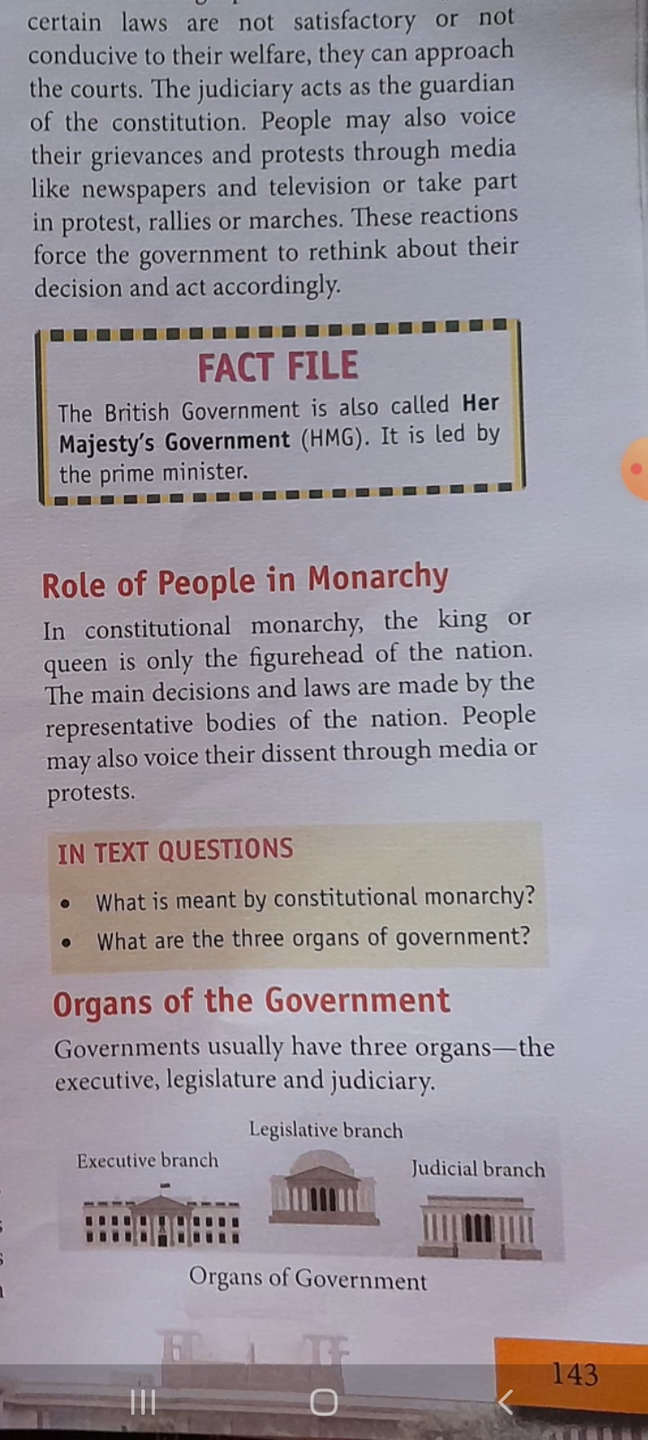 certain laws are not satisfactory or not
conducive to their welfare, they can approach
the courts. The judiciary acts as the guardian
of the constitution. People may also voice
their grievances and protests through media
like newspapers and television or take part
in protest, rallies or marches. These reactions
force the government to rethink about their
decision and act accordingly.
FACT FILE
The British Government is also called Her
Majesty's Government (HMG). It is led by
the prime minister.
Role of People in Monarchy
In constitutional monarchy, the king or
queen is only the figurehead of the nation.
The main decisions and laws are made by the
representative bodies of the nation. People
may also voice their dissent through media or
protests.
IN TEXT QUESTIONS
• What is meant by constitutional monarchy?
• What are the three organs of government?
Organs of the Government
Governments usually have three organs—the
executive, legislature and judiciary.
Legislative branch
Executive branch
Judicial branch
Organs of Government
143